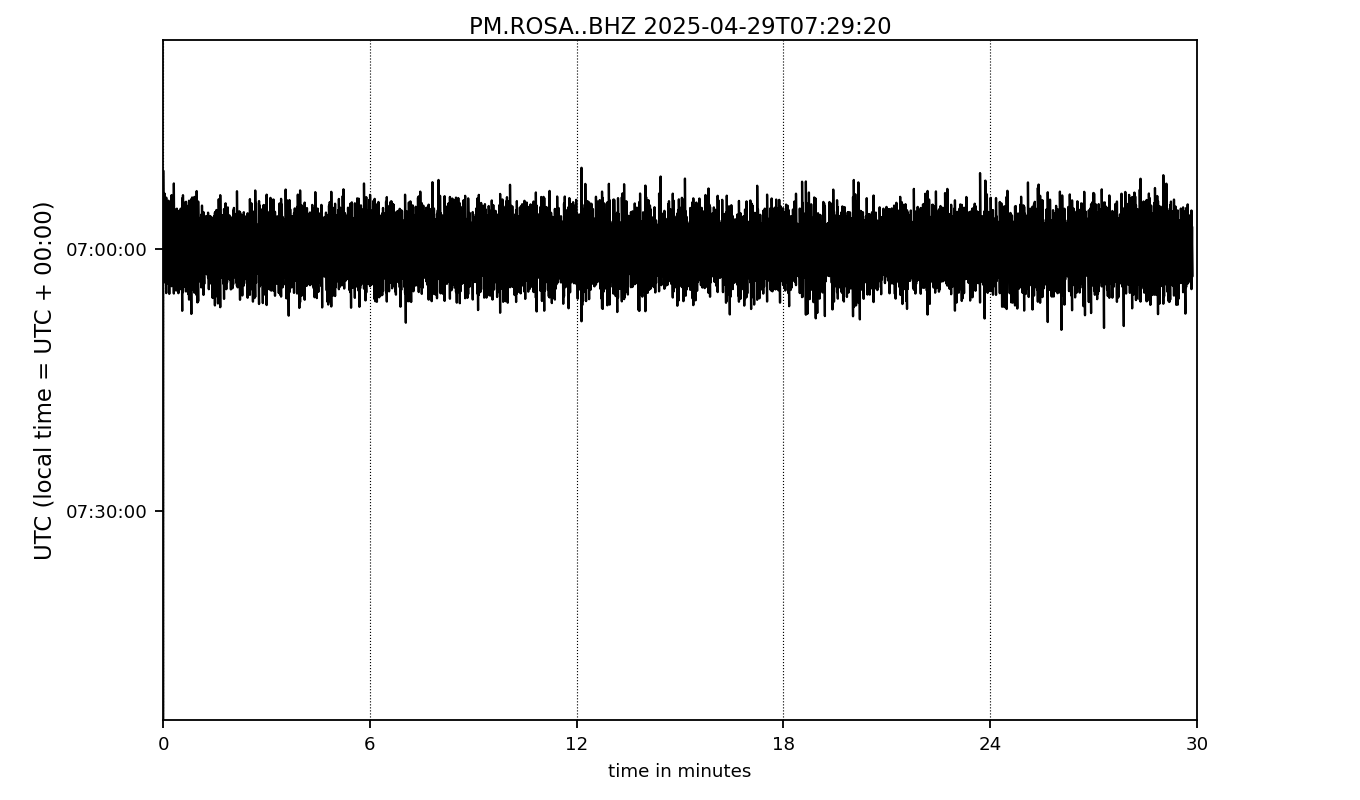 PM.ROSA..BHZ 2025-04-29T07:29:20
UTC (local time = UTC + 00:00)
07:00:00
07:30:00
0 6 12 18 24 30
time in minutes